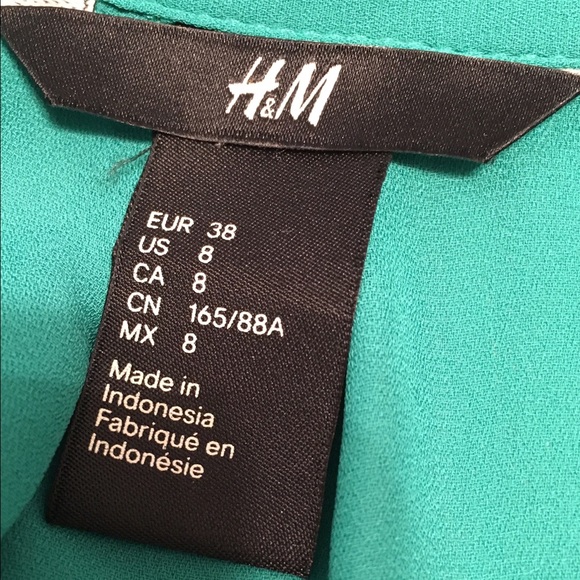 H&M
EUR 38
US 8
CA 8
CN 165/88A
MX 8
Made in
Indonesia
Fabriqué en
Indonésie